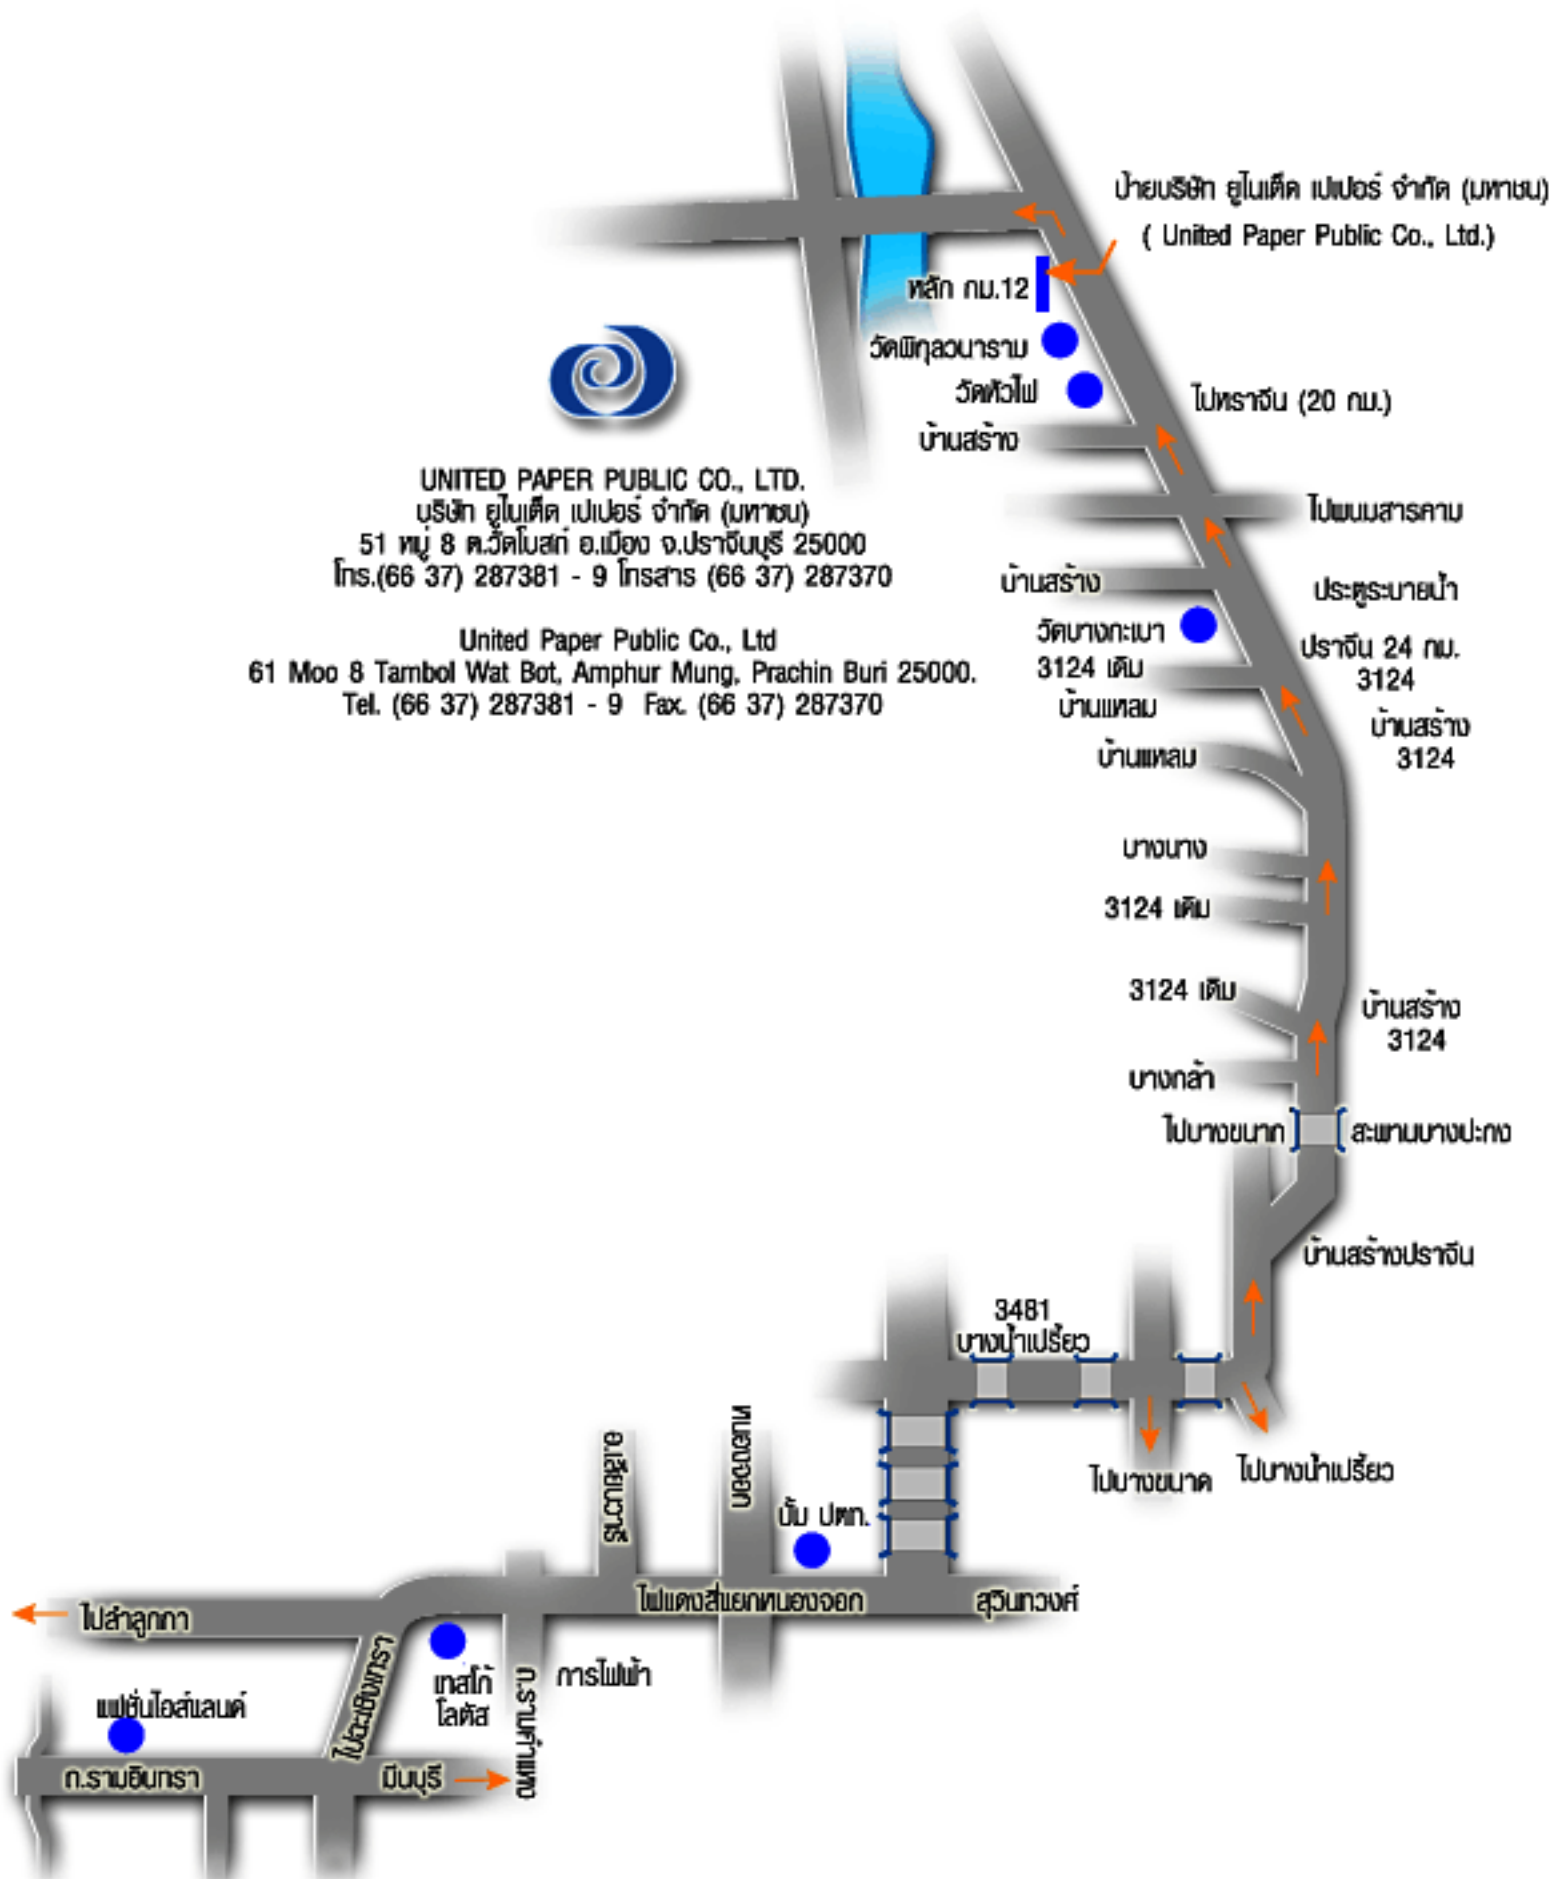 ป้ายบริษัท ยูไนเต็ด เปเปอร์ จำกัด (มหาชน)
( United Paper Public Co., Ltd.)
หลัก กม.12
วัดพิกุลวนาราม
วัดหัวไผ่
ไปทราจีน (20 กม.)
บ้านสร้าง
UNITED PAPER PUBLIC CO., LTD.
บริษัท ยูไนเต็ด เปเปอร์ จำกัด (มหาชน)
51 หมู่ 8 ต.วัดโบสถ์ อ.เมือง จ.ปราจีนบุรี 25000
โทร.(66 37) 287381 - 9 โทรสาร (66 37) 287370
ไปพนมสารคาม
บ้านสร้าง
ประตูระบายน้ำ
United Paper Public Co., Ltd
61 Moo 8 Tambol Wat Bot, Amphur Mung, Prachin Buri 25000.
Tel. (66 37) 287381 - 9 Fax. (66 37) 287370
วัดบางกะเบา
3124 เดิม
บ้านแหลม
ปราจีน 24 กม.
3124
บ้านสร้าง
3124
บ้านแหลม
บางนาง
3124 เดิม
3124 เดิม
บ้านสร้าง
3124
บางกล้า
ไปบางขนาก
สะพานบางปะกง
บ้านสร้างปราจีน
3481
บางน้ำเปรี้ยว
ไปบางขนาด
ไปบางน้ำเปรี้ยว
หนองจอก
ปั้ม ปตท.
ไฟแดงสี่แยกหนองจอก
สุวินทวงศ์
ไปลำลูกกา
ไปฉะเชิงเทรา
เทสโก้
โลตัส
การไฟฟ้า
ถ.รามคำแหง
แฟชั่นไอส์แลนด์
ถ.รามอินทรา
มีนบุรี